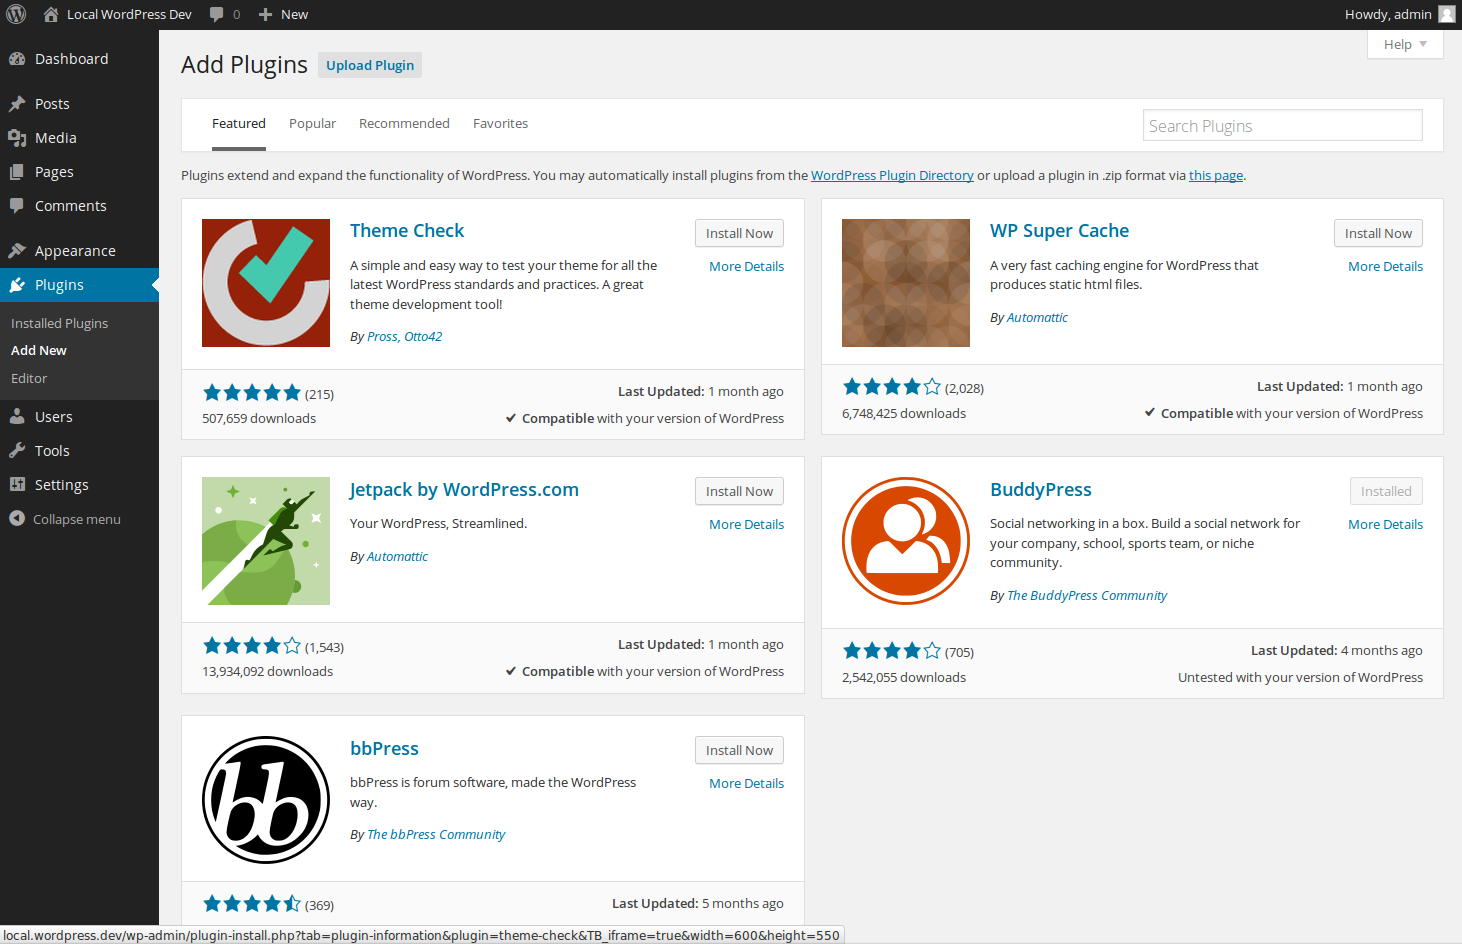 Local WordPress Dev 0 New Howdy, admin
Help
Dashboard
Posts
Media
Pages
Comments
Appearance
Plugins
Installed Plugins
Add New
Editor
Users
Tools
Settings
Collapse menu
Add Plugins Upload Plugin
Featured Popular Recommended Favorites Search Plugins
Plugins extend and expand the functionality of WordPress. You may automatically install plugins from the WordPress Plugin Directory or upload a plugin in .zip format via this page.
Theme Check Install Now
More Details
A simple and easy way to test your theme for all the
latest WordPress standards and practices. A great
theme development tool!
By Pross, Otto42
(215) Last Updated: 1 month ago
507,659 downloads Compatible with your version of WordPress
WP Super Cache Install Now
More Details
A very fast caching engine for WordPress that
produces static html files.
By Automattic
(2,028) Last Updated: 1 month ago
6,748,425 downloads Compatible with your version of WordPress
Jetpack by WordPress.com Install Now
More Details
Your WordPress, Streamlined.
By Automattic
(1,543) Last Updated: 1 month ago
13,934,092 downloads Compatible with your version of WordPress
BuddyPress Installed
More Details
Social networking in a box. Build a social network for
your company, school, sports team, or niche
community.
By The BuddyPress Community
(705) Last Updated: 4 months ago
2,542,055 downloads Untested with your version of WordPress
bb
bbPress Install Now
More Details
bbPress is forum software, made the WordPress
way.
By The bbPress Community
(369) Last Updated: 5 months ago
local.wordpress.dev/wp-admin/plugin-install.php?tab=plugin-information&plugin=theme-check&TB_iframe=true&width=600&height=550